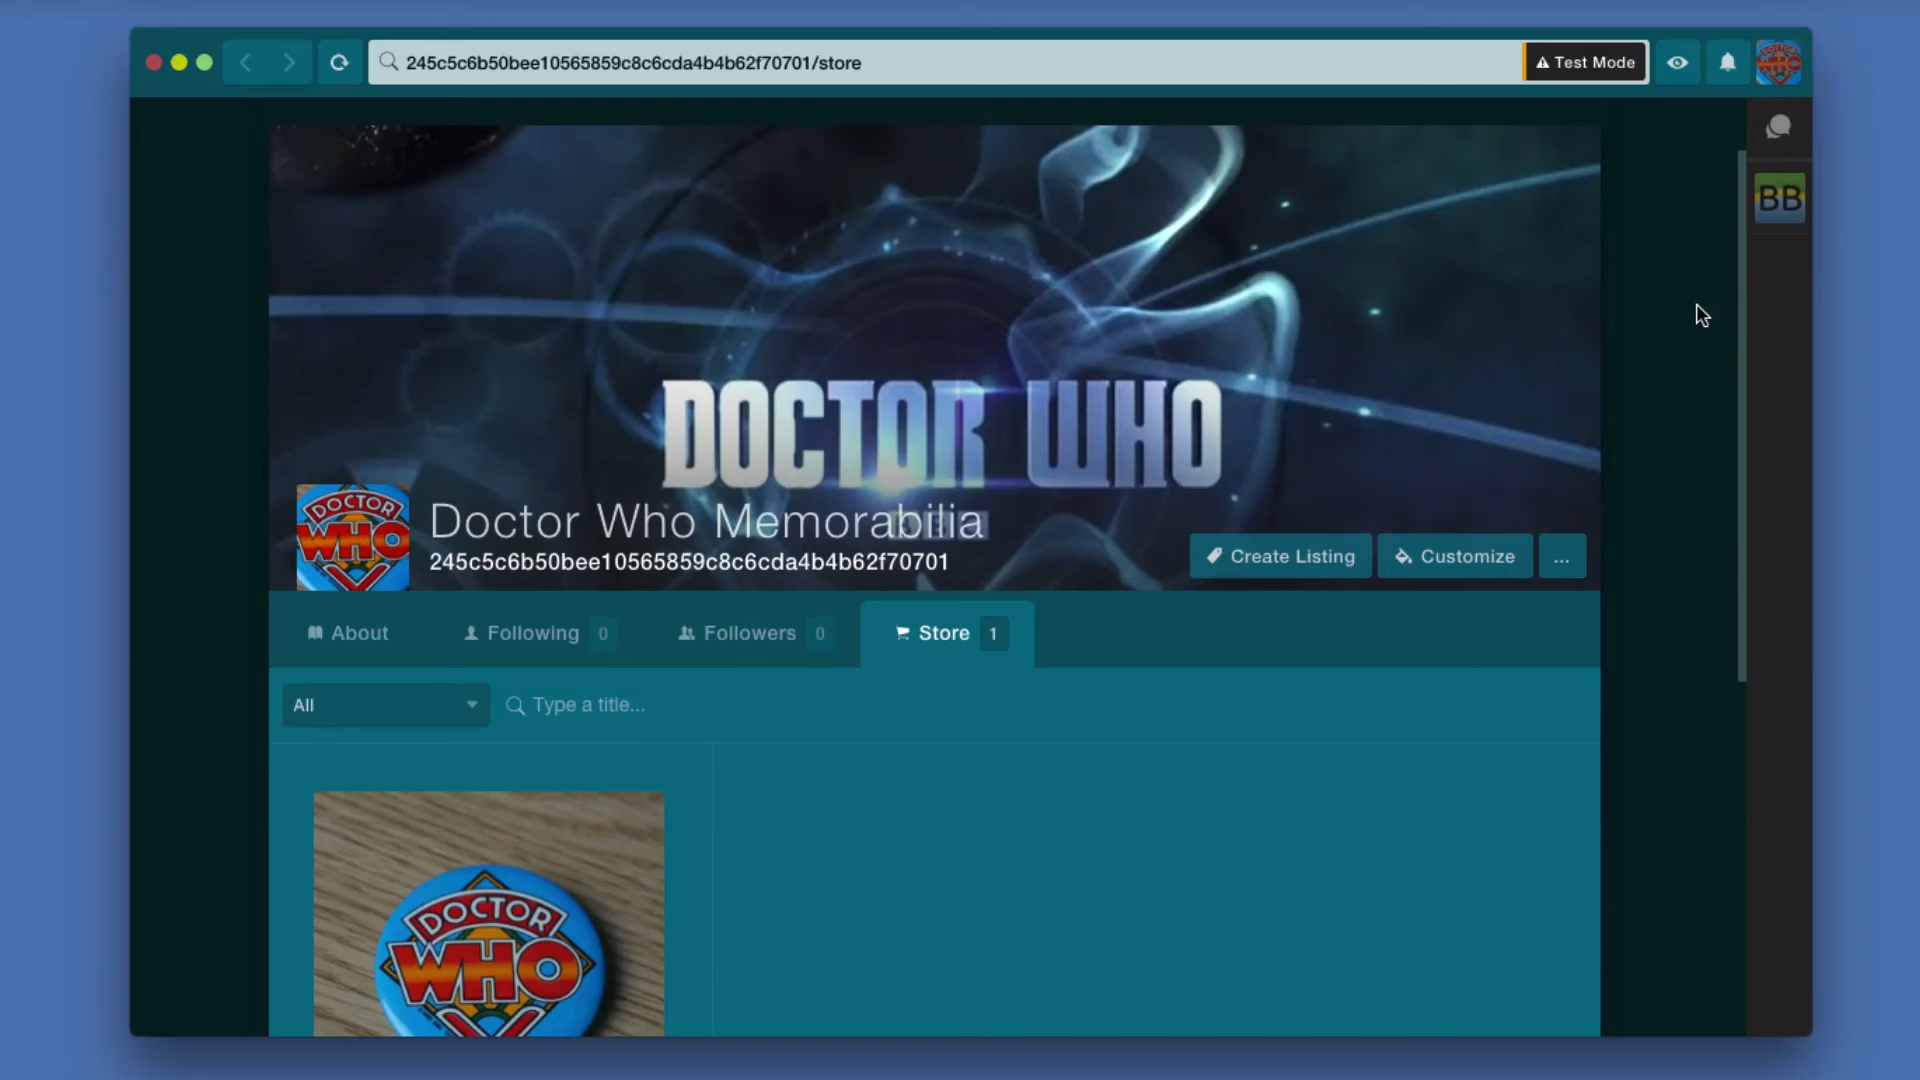 245c5c6b50bee10565859c8c6cda4b4b62f70701/store
Test Mode
BB
DOCTOR WHO
DOCTOR
WHO
Doctor Who Memorabilia
245c5c6b50bee10565859c8c6cda4b4b62f70701
Create Listing
Customize
...
About
Following 0
Followers 0
Store 1
All
Type a title...
DOCTOR
WHO